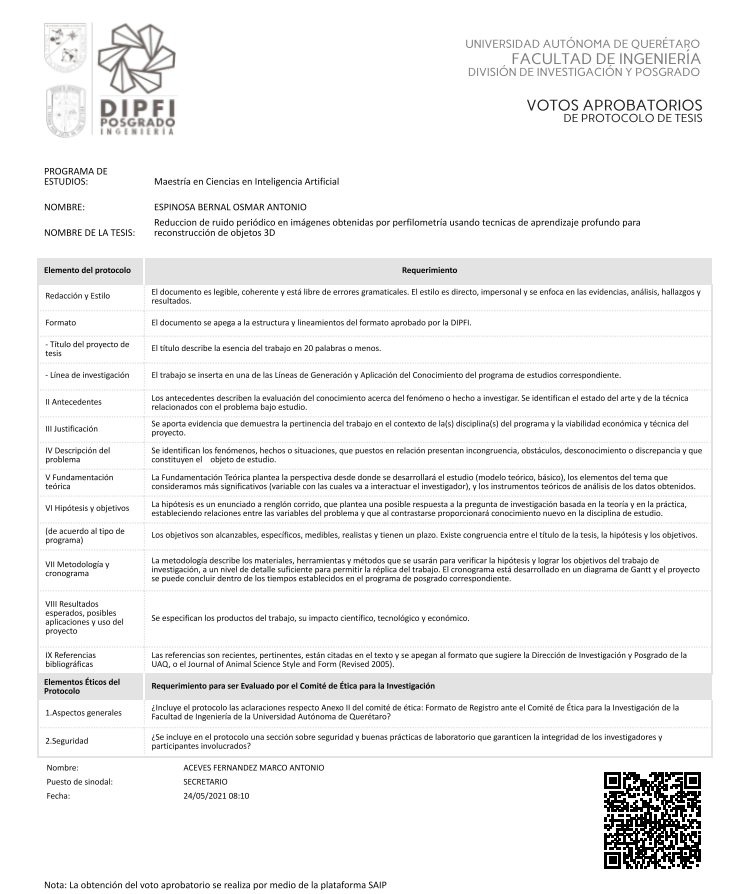 UNIVERSIDAD AUTÓNOMA DE QUERÉTARO
FACULTAD DE INGENIERÍA
DIVISIÓN DE INVESTIGACIÓN Y POSGRADO
DIPFI
POSGRADO
INGENIERÍA
VOTOS APROBATORIOS
DE PROTOCOLO DE TESIS
PROGRAMA DE
ESTUDIOS:
Maestría en Ciencias en Inteligencia Artificial
NOMBRE:
ESPINOSA BERNAL OSMAR ANTONIO
NOMBRE DE LA TESIS:
Reduccion de ruido periódico en imágenes obtenidas por perfilometría usando tecnicas de aprendizaje profundo para
reconstrucción de objetos 3D
Elemento del protocolo
Requerimiento
Redacción y Estilo
El documento es legible, coherente y está libre de errores gramaticales. El estilo es directo, impersonal y se enfoca en las evidencias, análisis, hallazgos y
resultados.
Formato
El documento se apega a la estructura y lineamientos del formato aprobado por la DIPFI.
- Título del proyecto de
tesis
El título describe la esencia del trabajo en 20 palabras o menos.
- Línea de investigación
El trabajo se inserta en una de las Líneas de Generación y Aplicación del Conocimiento del programa de estudios correspondiente.
II Antecedentes
Los antecedentes describen la evaluación del conocimiento acerca del fenómeno o hecho a investigar. Se identifican el estado del arte y de la técnica
relacionados con el problema bajo estudio.
III Justificación
Se aporta evidencia que demuestra la pertinencia del trabajo en el contexto de la(s) disciplina(s) del programa y la viabilidad económica y técnica del
proyecto.
IV Descripción del
problema
Se identifican los fenómenos, hechos o situaciones, que puestos en relación presentan incongruencia, obstáculos, desconocimiento o discrepancia y que
constituyen el objeto de estudio.
V Fundamentación
teórica
La Fundamentación Teórica plantea la perspectiva desde donde se desarrollará el estudio (modelo teórico, básico), los elementos del tema que
consideramos más significativos (variable con las cuales va a interactuar el investigador), y los instrumentos teóricos de análisis de los datos obtenidos.
VI Hipótesis y objetivos
La hipótesis es un enunciado a renglón corrido, que plantea una posible respuesta a la pregunta de investigación basada en la teoría y en la práctica,
estableciendo relaciones entre las variables del problema y que al contrastarse proporcionará conocimiento nuevo en la disciplina de estudio.
(de acuerdo al tipo de
programa)
Los objetivos son alcanzables, específicos, medibles, realistas y tienen un plazo. Existe congruencia entre el título de la tesis, la hipótesis y los objetivos.
VII Metodología y
cronograma
La metodología describe los materiales, herramientas y métodos que se usarán para verificar la hipótesis y lograr los objetivos del trabajo de
investigación, a un nivel de detalle suficiente para permitir la réplica del trabajo. El cronograma está desarrollado en un diagrama de Gantt y el proyecto
se puede concluir dentro de los tiempos establecidos en el programa de posgrado correspondiente.
VIII Resultados
esperados, posibles
aplicaciones y uso del
proyecto
Se especifican los productos del trabajo, su impacto científico, tecnológico y económico.
IX Referencias
bibliográficas
Las referencias son recientes, pertinentes, están citadas en el texto y se apegan al formato que sugiere la Dirección de Investigación y Posgrado de la
UAQ, o el Journal of Animal Science Style and Form (Revised 2005).
Elementos Éticos del
Protocolo
Requerimiento para ser Evaluado por el Comité de Ética para la Investigación
1.Aspectos generales
¿Incluye el protocolo las aclaraciones respecto Anexo II del comité de ética: Formato de Registro ante el Comité de Ética para la Investigación de la
Facultad de Ingeniería de la Universidad Autónoma de Querétaro?
2.Seguridad
¿Se incluye en el protocolo una sección sobre seguridad y buenas prácticas de laboratorio que garanticen la integridad de los investigadores y
participantes involucrados?
Nombre:
ACEVES FERNANDEZ MARCO ANTONIO
Puesto de sinodal:
SECRETARIO
Fecha:
24/05/2021 08:10
Nota: La obtención del voto aprobatorio se realiza por medio de la plataforma SAIP